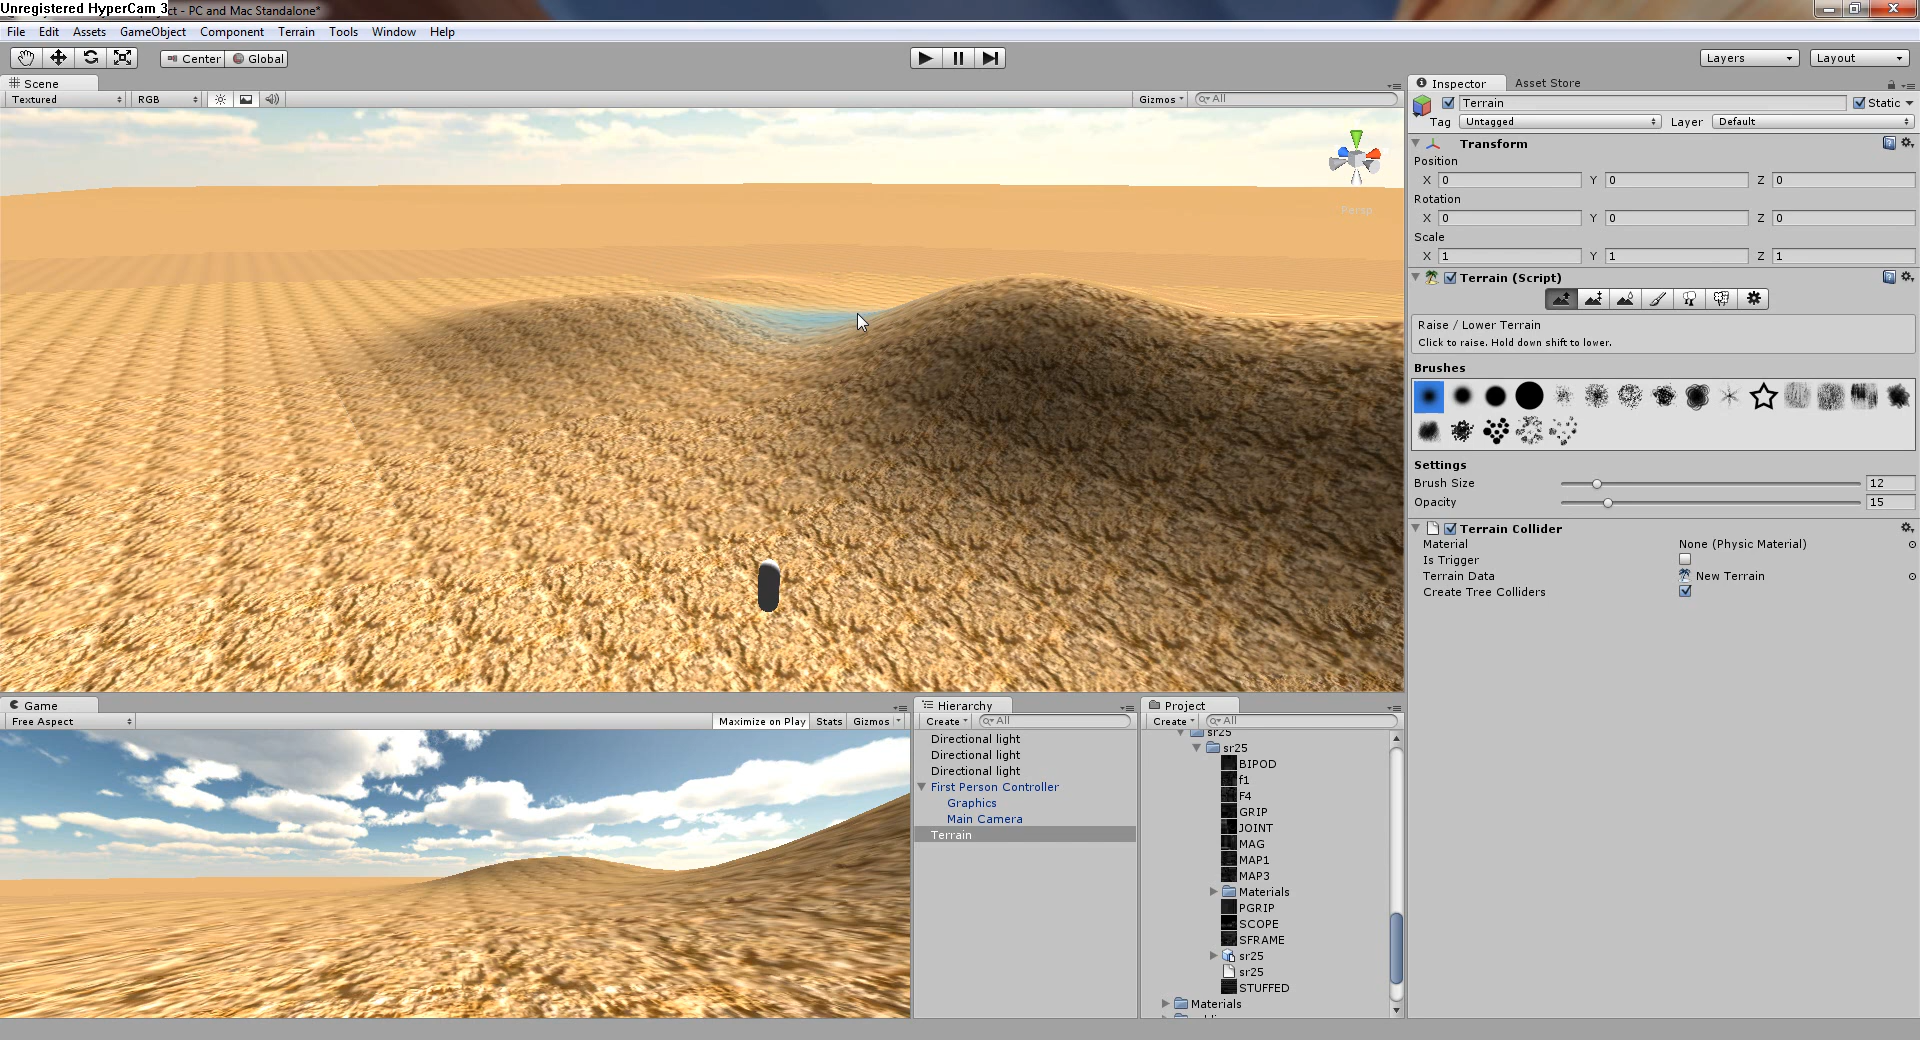 Unregistered HyperCam 3
ct - PC and Mac Standalone*
File Edit Assets GameObject Component Terrain Tools Window Help
Center Global Layers Layout
Scene
Textured RGB Gizmos All
Persp
Inspector Asset Store
Terrain Static
Tag Untagged Layer Default
Transform
Position
X 0 Y 0 Z 0
Rotation
X 0 Y 0 Z 0
Scale
X 1 Y 1 Z 1
Terrain (Script)
Raise / Lower Terrain
Click to raise. Hold down shift to lower.
Brushes
Settings
Brush Size 12
Opacity 15
Terrain Collider
Material None (Physic Material)
Is Trigger
Terrain Data New Terrain
Create Tree Colliders
Game
Free Aspect Maximize on Play Stats Gizmos
Hierarchy
Create All
Directional light
Directional light
Directional light
First Person Controller
Graphics
Main Camera
Terrain
Project
Create All
sr25
sr25
BIPOD
f1
F4
GRIP
JOINT
MAG
MAP1
MAP3
Materials
PGRIP
SCOPE
SFRAME
sr25
sr25
STUFFED
Materials